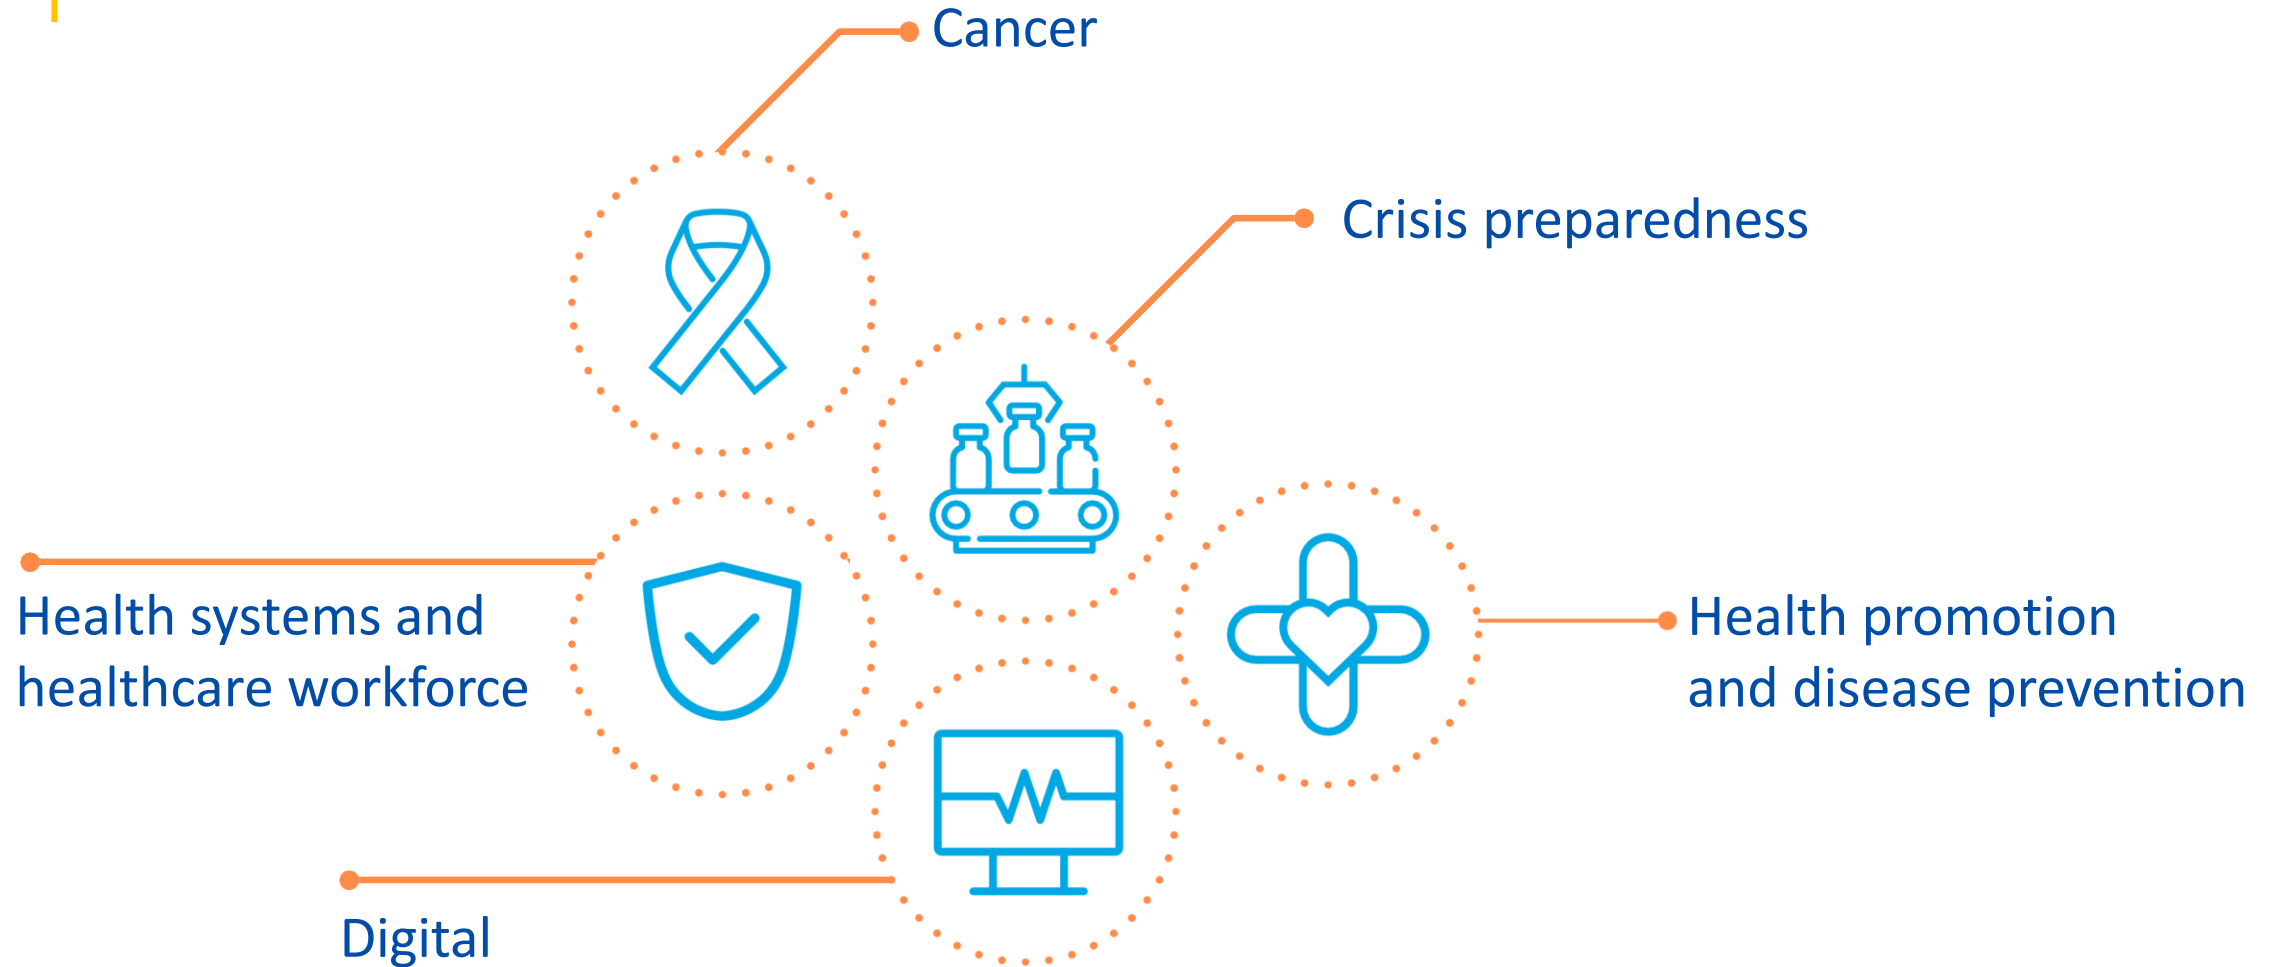 Cancer
Crisis preparedness
Health systems and
healthcare workforce
Health promotion
and disease prevention
Digital